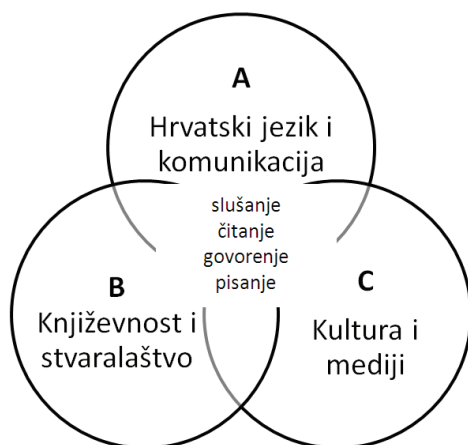 A
Hrvatski jezik i
komunikacija
slušanje
čitanje
govorenje
pisanje
B
Književnost i
stvaralaštvo
C
Kultura i
mediji